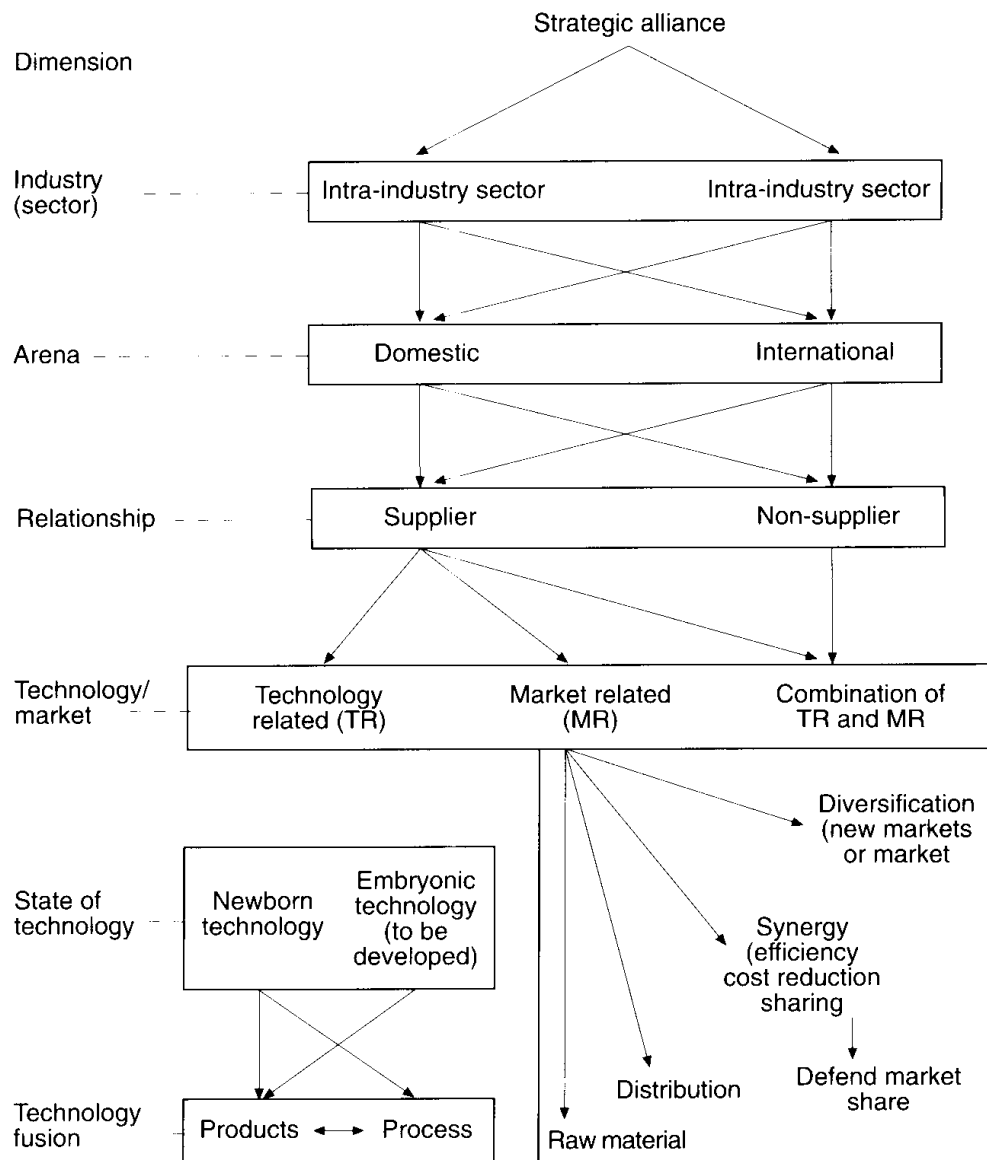 Strategic alliance
Dimension
Industry
(sector)
Intra-industry sector
Intra-industry sector
Arena
Domestic
International
Relationship
Supplier
Non-supplier
Technology/
market
Technology
related (TR)
Market related
(MR)
Combination of
TR and MR
Diversification
(new markets
or market
State of
technology
Newborn
technology
Embryonic
technology
(to be
developed)
Synergy
(efficiency
cost reduction
sharing
Defend market
share
Distribution
Raw material
Technology
fusion
Products
Process